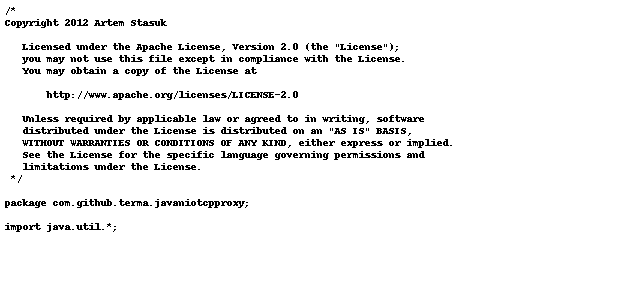 /*
Copyright 2012 Artem Stasuk

   Licensed under the Apache License, Version 2.0 (the "License");
   you may not use this file except in compliance with the License.
   You may obtain a copy of the License at

       http://www.apache.org/licenses/LICENSE-2.0

   Unless required by applicable law or agreed to in writing, software
   distributed under the License is distributed on an "AS IS" BASIS,
   WITHOUT WARRANTIES OR CONDITIONS OF ANY KIND, either express or implied.
   See the License for the specific language governing permissions and
   limitations under the License.
 */

package com.github.terma.javaniotcpproxy;

import java.util.*;